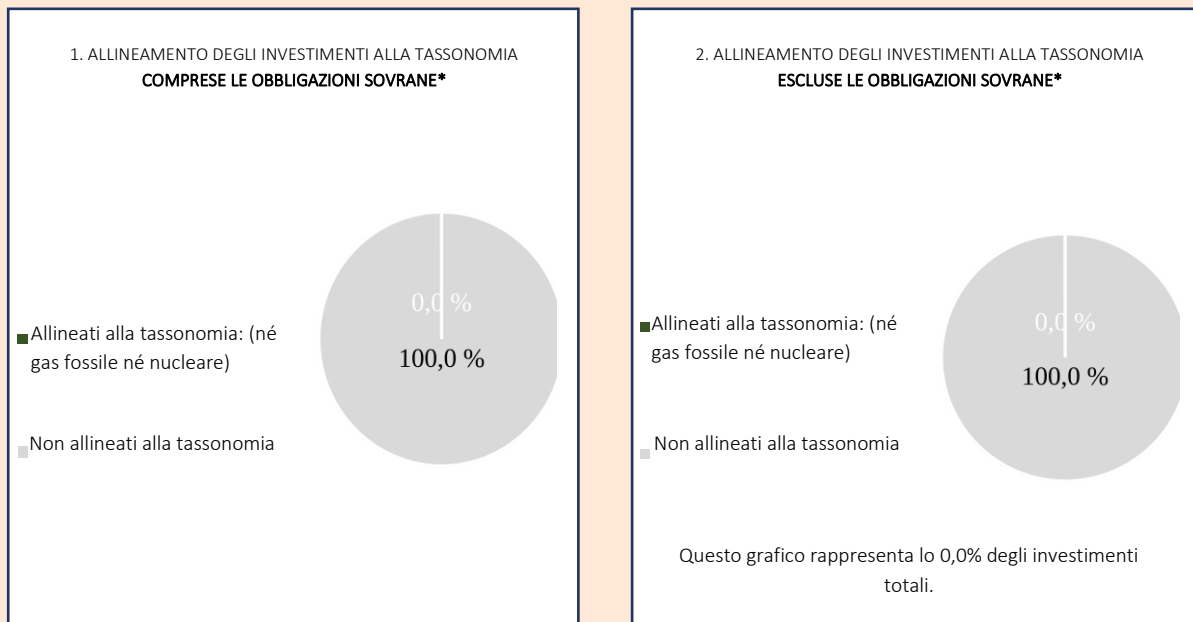 1. ALLINEAMENTO DEGLI INVESTIMENTI ALLA TASSONOMIA
COMPRESE LE OBBLIGAZIONI SOVRANE*
0,0 %
100,0 %
Allineati alla tassonomia: (né
gas fossile né nucleare)
Non allineati alla tassonomia
2. ALLINEAMENTO DEGLI INVESTIMENTI ALLA TASSONOMIA
ESCLUSE LE OBBLIGAZIONI SOVRANE*
0,0 %
100,0 %
Allineati alla tassonomia: (né
gas fossile né nucleare)
Non allineati alla tassonomia
Questo grafico rappresenta lo 0,0% degli investimenti
totali.